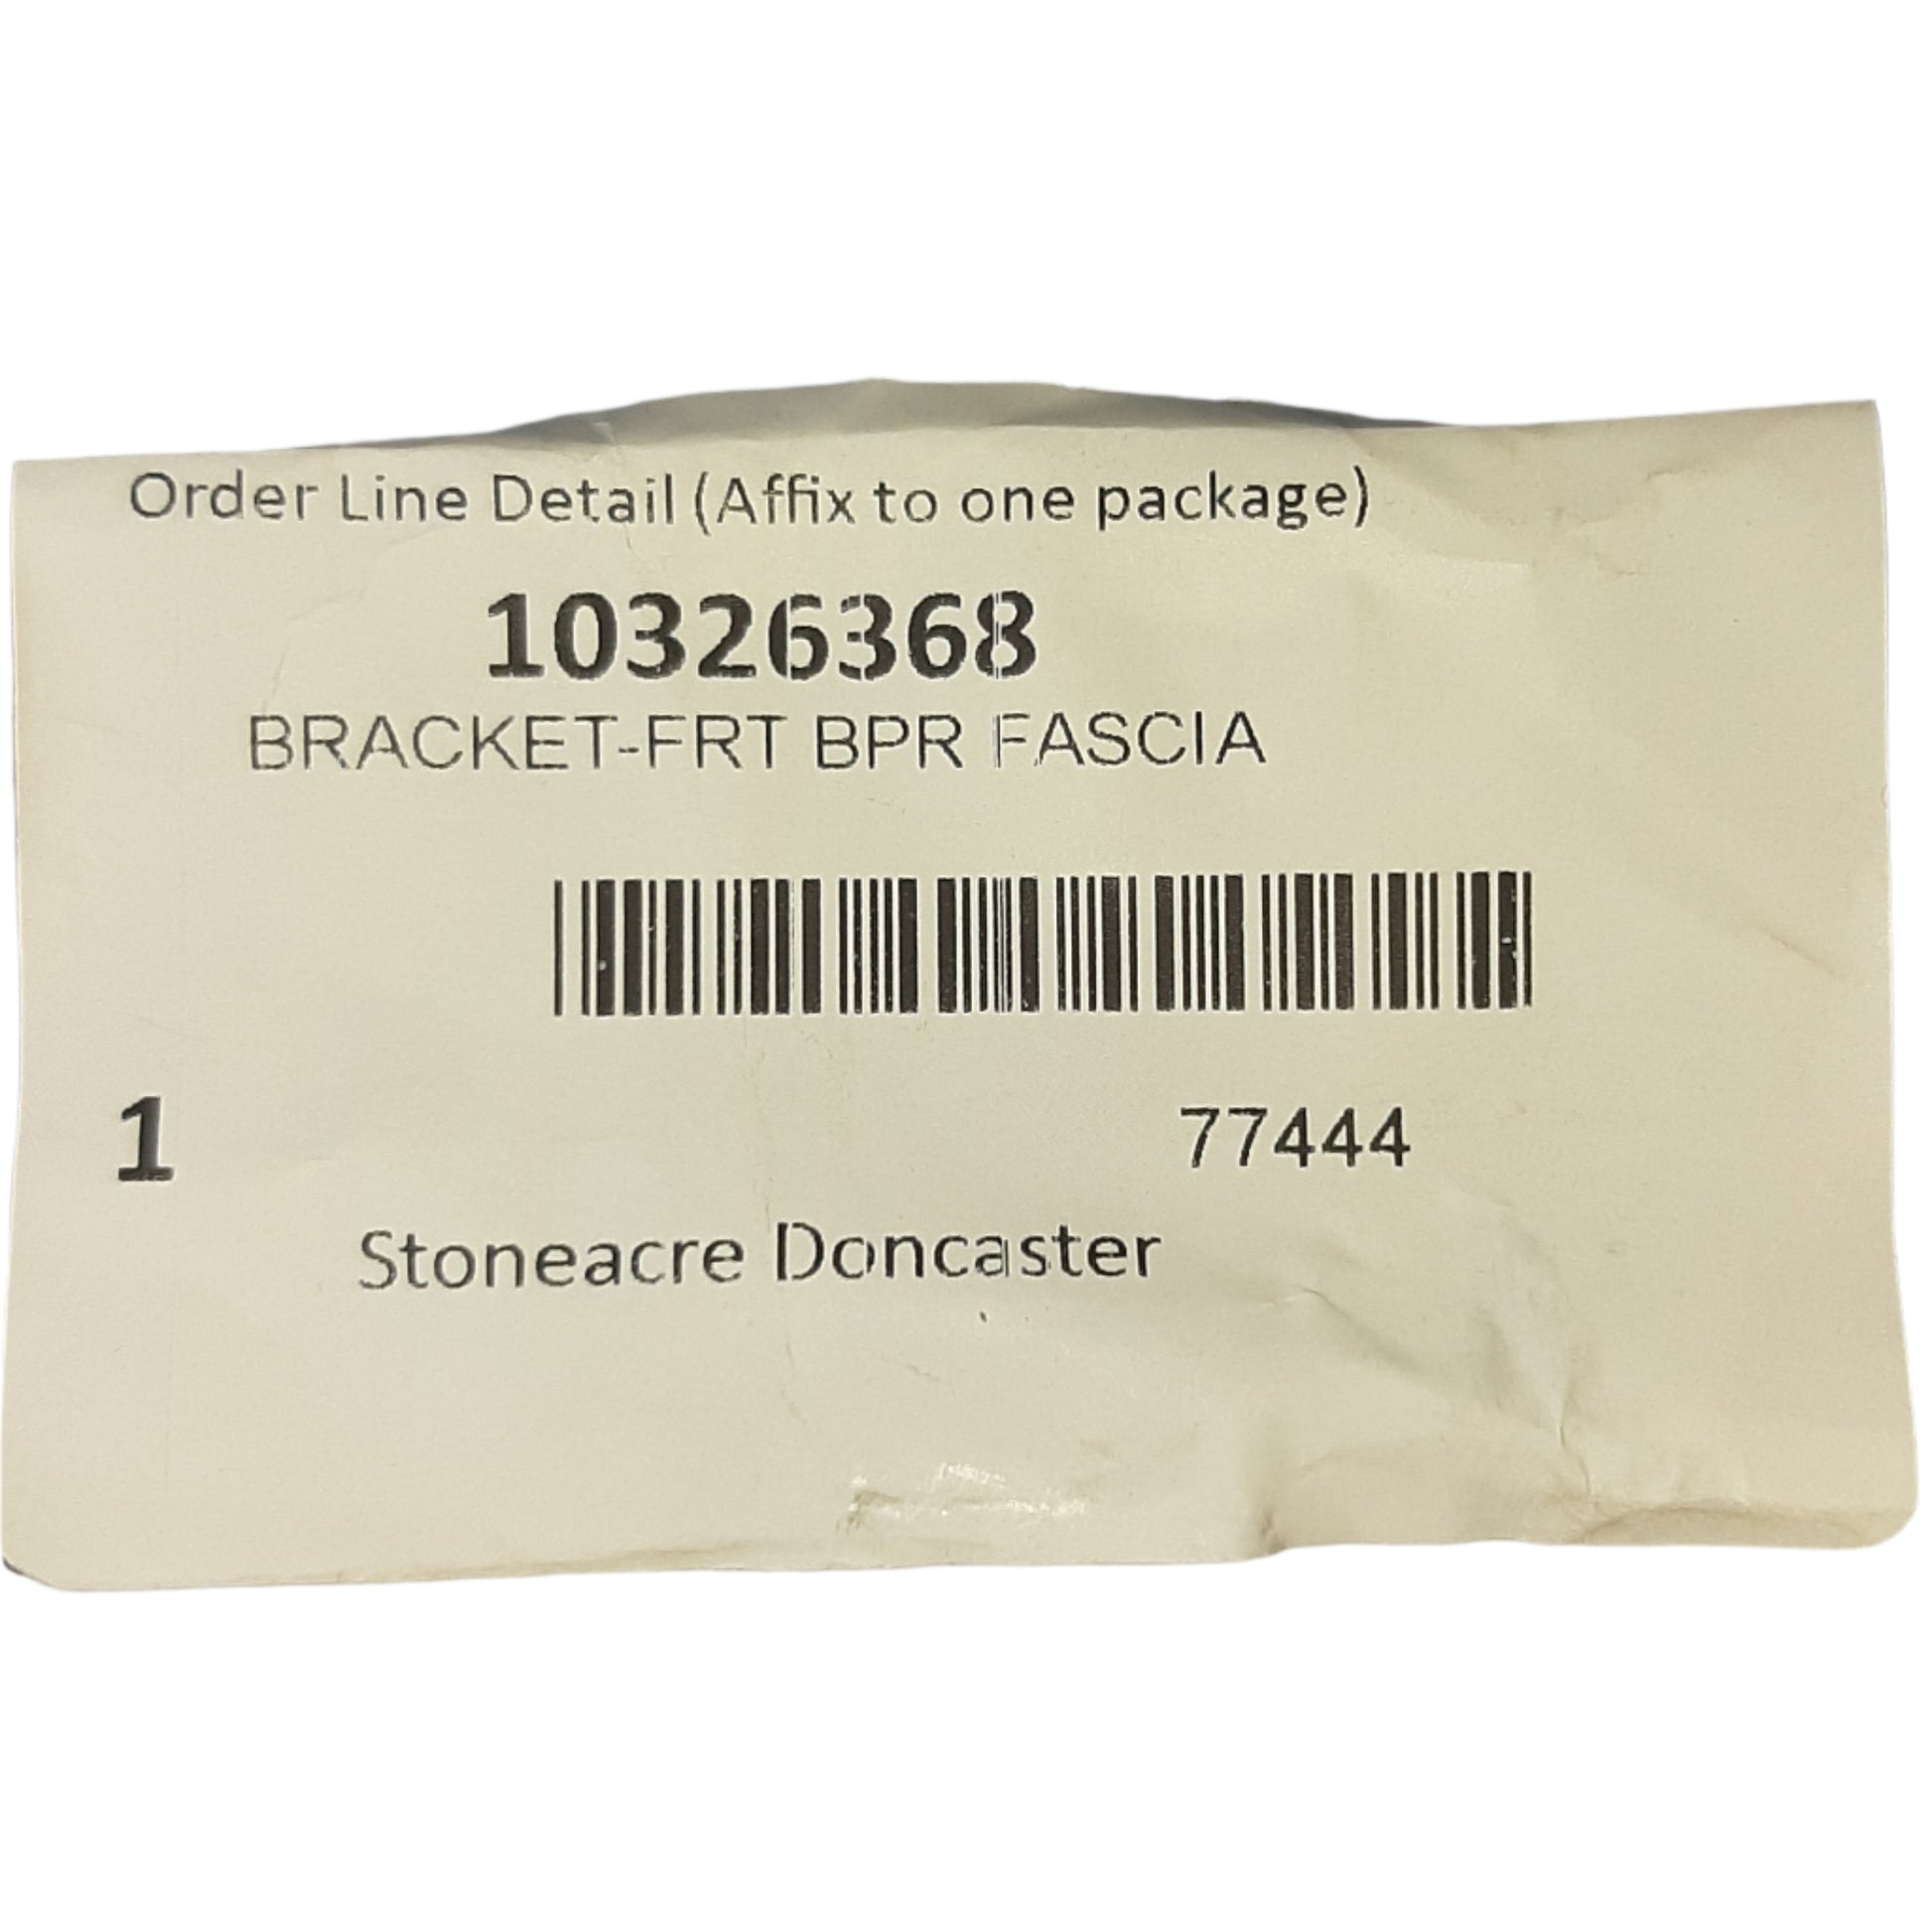 Order Line Detail (Affix to one package)
10326368
BRACKET-FRT BPR FASCIA
1 77444
Stoneacre Doncaster